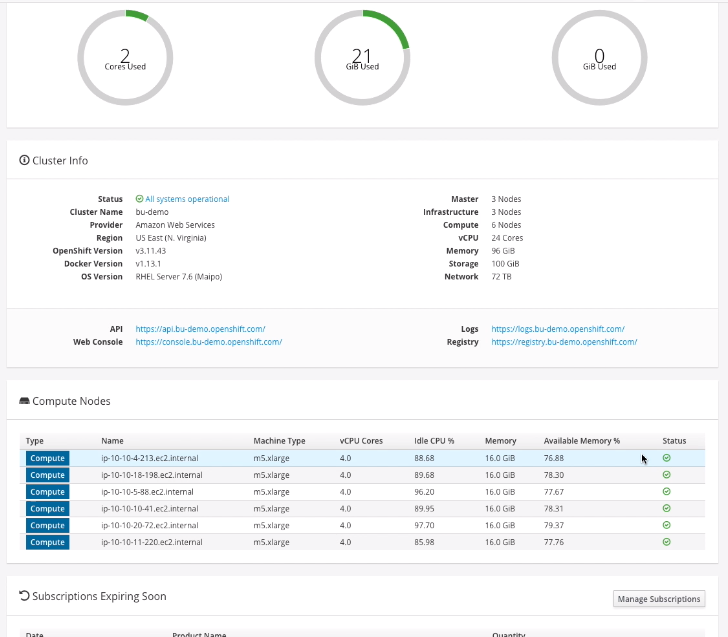 2
Cores Used
21
GiB Used
0
GiB Used
Cluster Info
Status All systems operational
Cluster Name bu-demo
Provider Amazon Web Services
Region US East (N. Virginia)
OpenShift Version v3.11.43
Docker Version v1.13.1
OS Version RHEL Server 7.6 (Maipo)
Master 3 Nodes
Infrastructure 3 Nodes
Compute 6 Nodes
vCPU 24 Cores
Memory 96 GiB
Storage 100 GiB
Network 72 TB
API https://api.bu-demo.openshift.com/
Web Console https://console.bu-demo.openshift.com/
Logs https://logs.bu-demo.openshift.com/
Registry https://registry.bu-demo.openshift.com/
Compute Nodes
Type Name Machine Type vCPU Cores Idle CPU % Memory Available Memory % Status
Compute ip-10-10-4-213.ec2.internal m5.xlarge 4.0 88.68 16.0 GiB 76.88
Compute ip-10-10-18-198.ec2.internal m5.xlarge 4.0 89.68 16.0 GiB 78.30
Compute ip-10-10-5-88.ec2.internal m5.xlarge 4.0 96.20 16.0 GiB 77.67
Compute ip-10-10-10-41.ec2.internal m5.xlarge 4.0 89.95 16.0 GiB 78.31
Compute ip-10-10-20-72.ec2.internal m5.xlarge 4.0 97.70 16.0 GiB 79.37
Compute ip-10-10-11-220.ec2.internal m5.xlarge 4.0 85.98 16.0 GiB 77.76
Subscriptions Expiring Soon Manage Subscriptions
Date Product Name Quantity